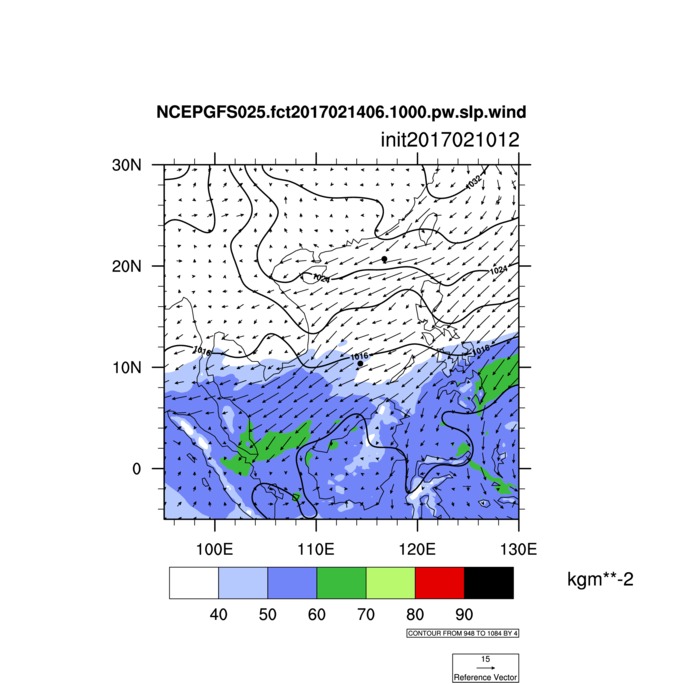 NCEPGFS025.fct2017021406.1000.pw.slp.wind
init2017021012
30N
1032
20N
1024
1024
1016
1016
1016
10N
0
100E 110E 120E 130E
40 50 60 70 80 90
kgm**-2
CONTOUR FROM 948 TO 1084 BY 4
15
Reference Vector